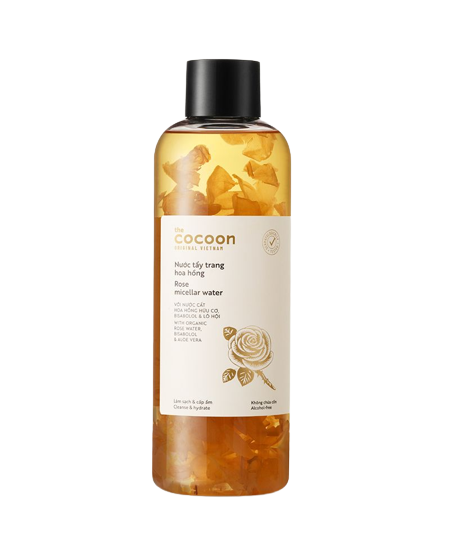 the
cocoon
ORIGINAL VIETNAM
Nước tẩy trang
hoa hồng
Rose
micellar water
VỚI NƯỚC CẤT
HOA HỒNG HỮU CƠ,
BISABOLOL & LÔ HỘI
WITH ORGANIC
ROSE WATER,
BISABOLOL
& ALOE VERA
Làm sạch & cấp ẩm
Cleanse & hydrate
Không chứa cồn
Alcohol-free